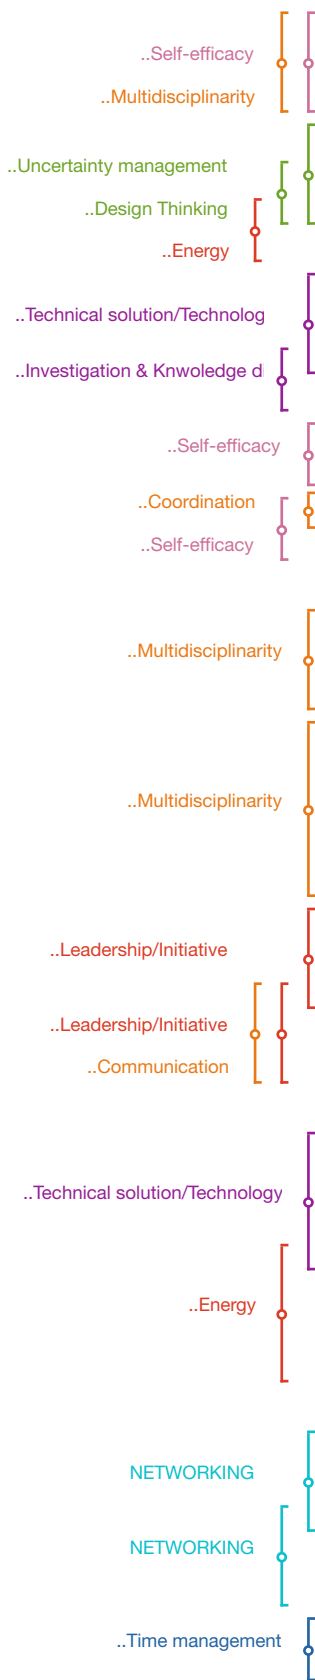 ..Self-efficacy
..Multidisciplinarity
..Uncertainty management
..Design Thinking
..Energy
..Technical solution/Technolog
..Investigation & Knwoledge d
..Self-efficacy
..Coordination
..Self-efficacy
..Multidisciplinarity
..Multidisciplinarity
..Leadership/Initiative
..Leadership/Initiative
..Communication
..Technical solution/Technology
..Energy
NETWORKING
NETWORKING
..Time management